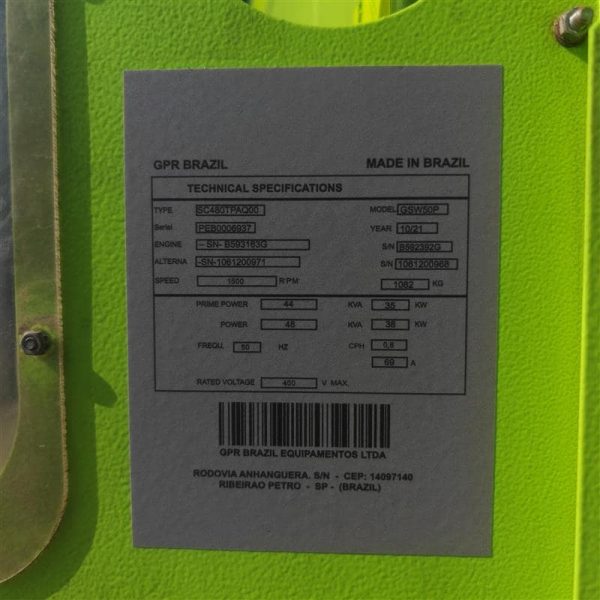 GPR BRAZIL MADE IN BRAZIL
TECHNICAL SPECIFICATIONS
TYPE SC480TPAQ00 MODEL GSW50P
Serial PEB0006937 YEAR 10/21
ENGINE - SN- B593163G S/N B592392G
ALTERNA -SN-1061200971 S/N 1061200968
SPEED 1500 R'PM 1082 KG
PRIME.POWER 44 KVA 35 KW
POWER 48 KVA 38 KW
FREQU. 50 HZ CPH 0,8
69 A
RATED VOLTAGE 400 V MAX.
GPR BRAZIL EQUIPAMENTOS LTDA
RODOVIA ANHANGUERA. S/N - CEP: 14097140
RIBEIRAO PETRO - SP - (BRAZIL)